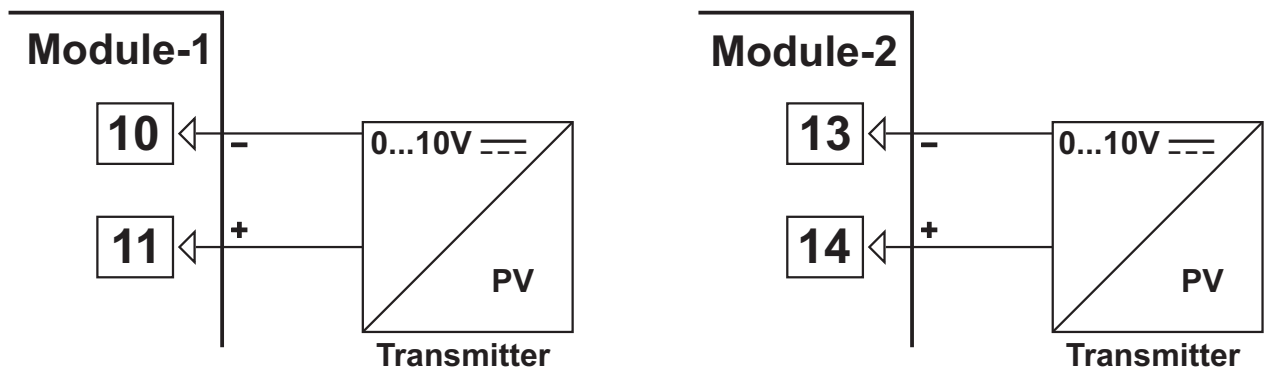 Module-1
10
-
0...10V
11
+
PV
Transmitter
Module-2
13
-
0...10V
14
+
PV
Transmitter